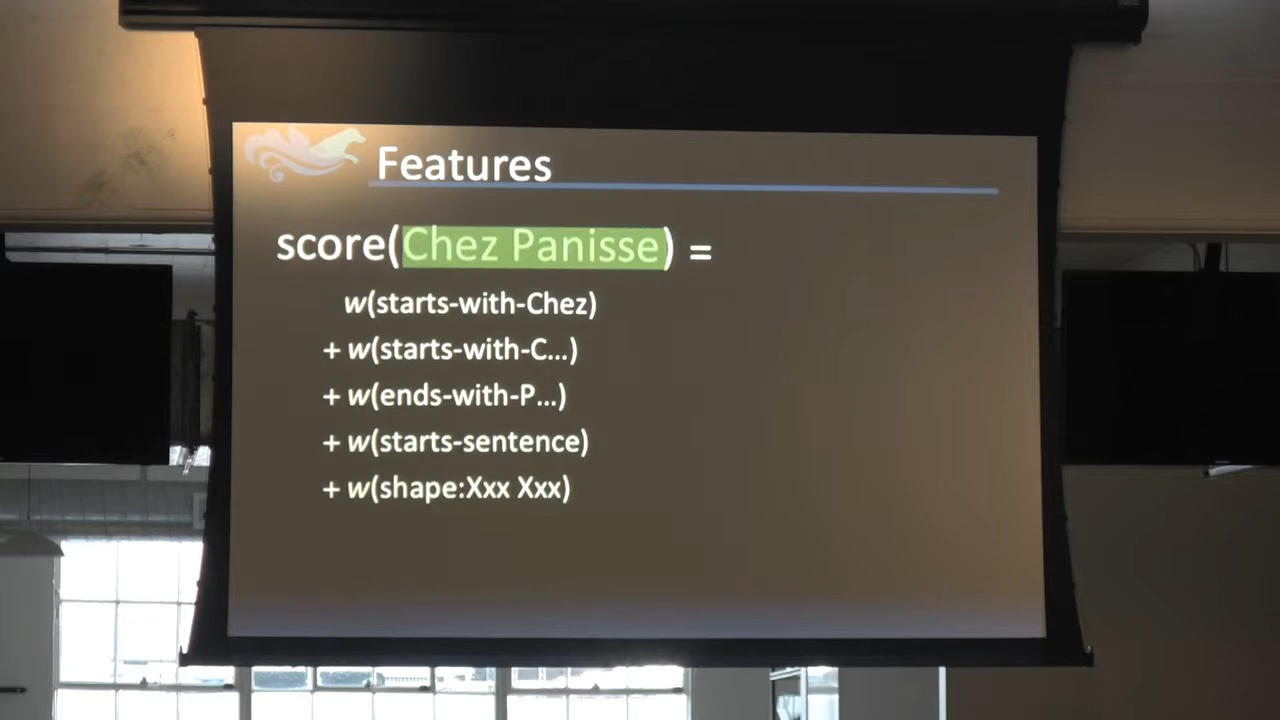 Features
score(Chez Panisse) =
w(starts-with-Chez)
+ w(starts-with-C...)
+ w(ends-with-P...)
+ w(starts-sentence)
+ w(shape:Xxx Xxx)